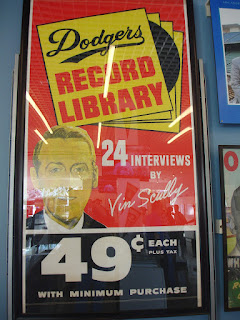 Dodgers
RECORD
LIBRARY
24 INTERVIEWS
BY
Vin Scully
49¢ EACH
PLUS TAX
WITH MINIMUM PURCHASE